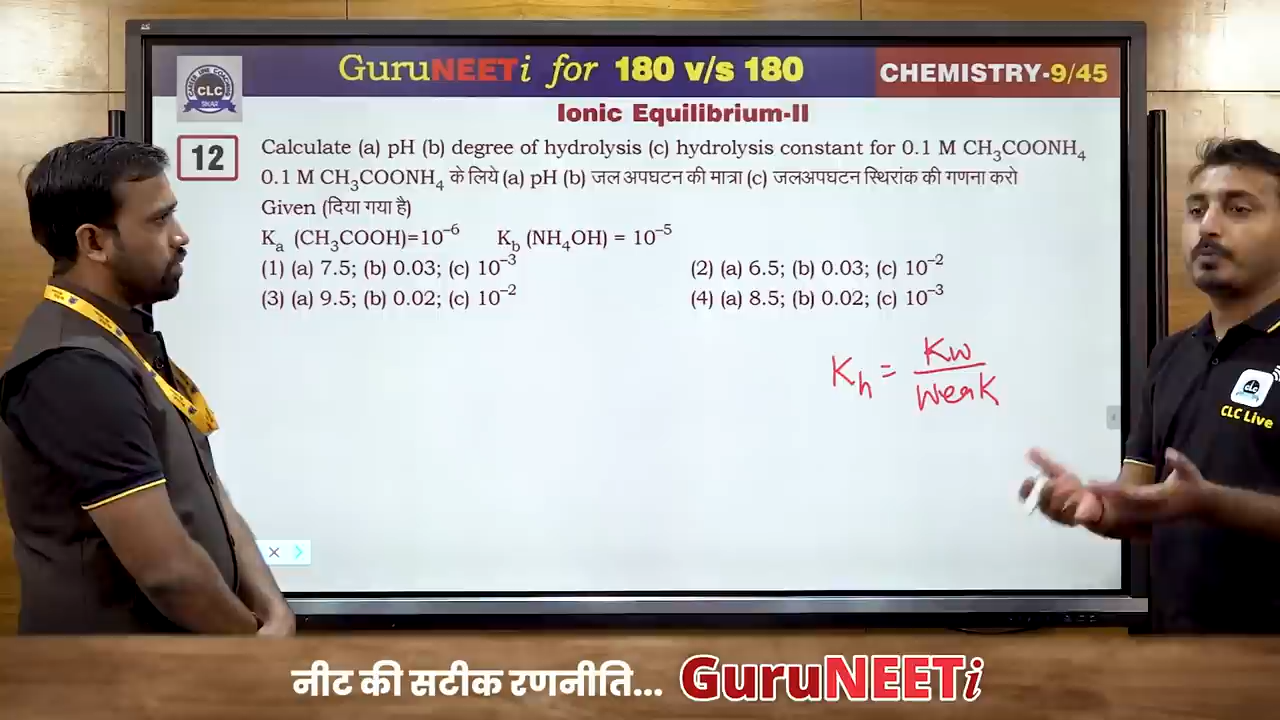 GuruNEETi for 180 v/s 180
CHEMISTRY-9/45
CLC
SIKAR
Ionic Equilibrium-II
12
Calculate (a) pH (b) degree of hydrolysis (c) hydrolysis constant for 0.1 M CH₃COONH₄
0.1 M CH₃COONH₄ के लिये (a) pH (b) जल अपघटन की मात्रा (c) जलअपघटन स्थिरांक की गणना करो
Given (दिया गया है)
Kₐ (CH₃COOH)=10⁻⁶ K_b (NH₄OH) = 10⁻⁵
(1) (a) 7.5; (b) 0.03; (c) 10⁻³ (2) (a) 6.5; (b) 0.03; (c) 10⁻²
(3) (a) 9.5; (b) 0.02; (c) 10⁻² (4) (a) 8.5; (b) 0.02; (c) 10⁻³
Kₕ = Kw
weak
CLC Live
नीट की सटीक रणनीति... GuruNEETi